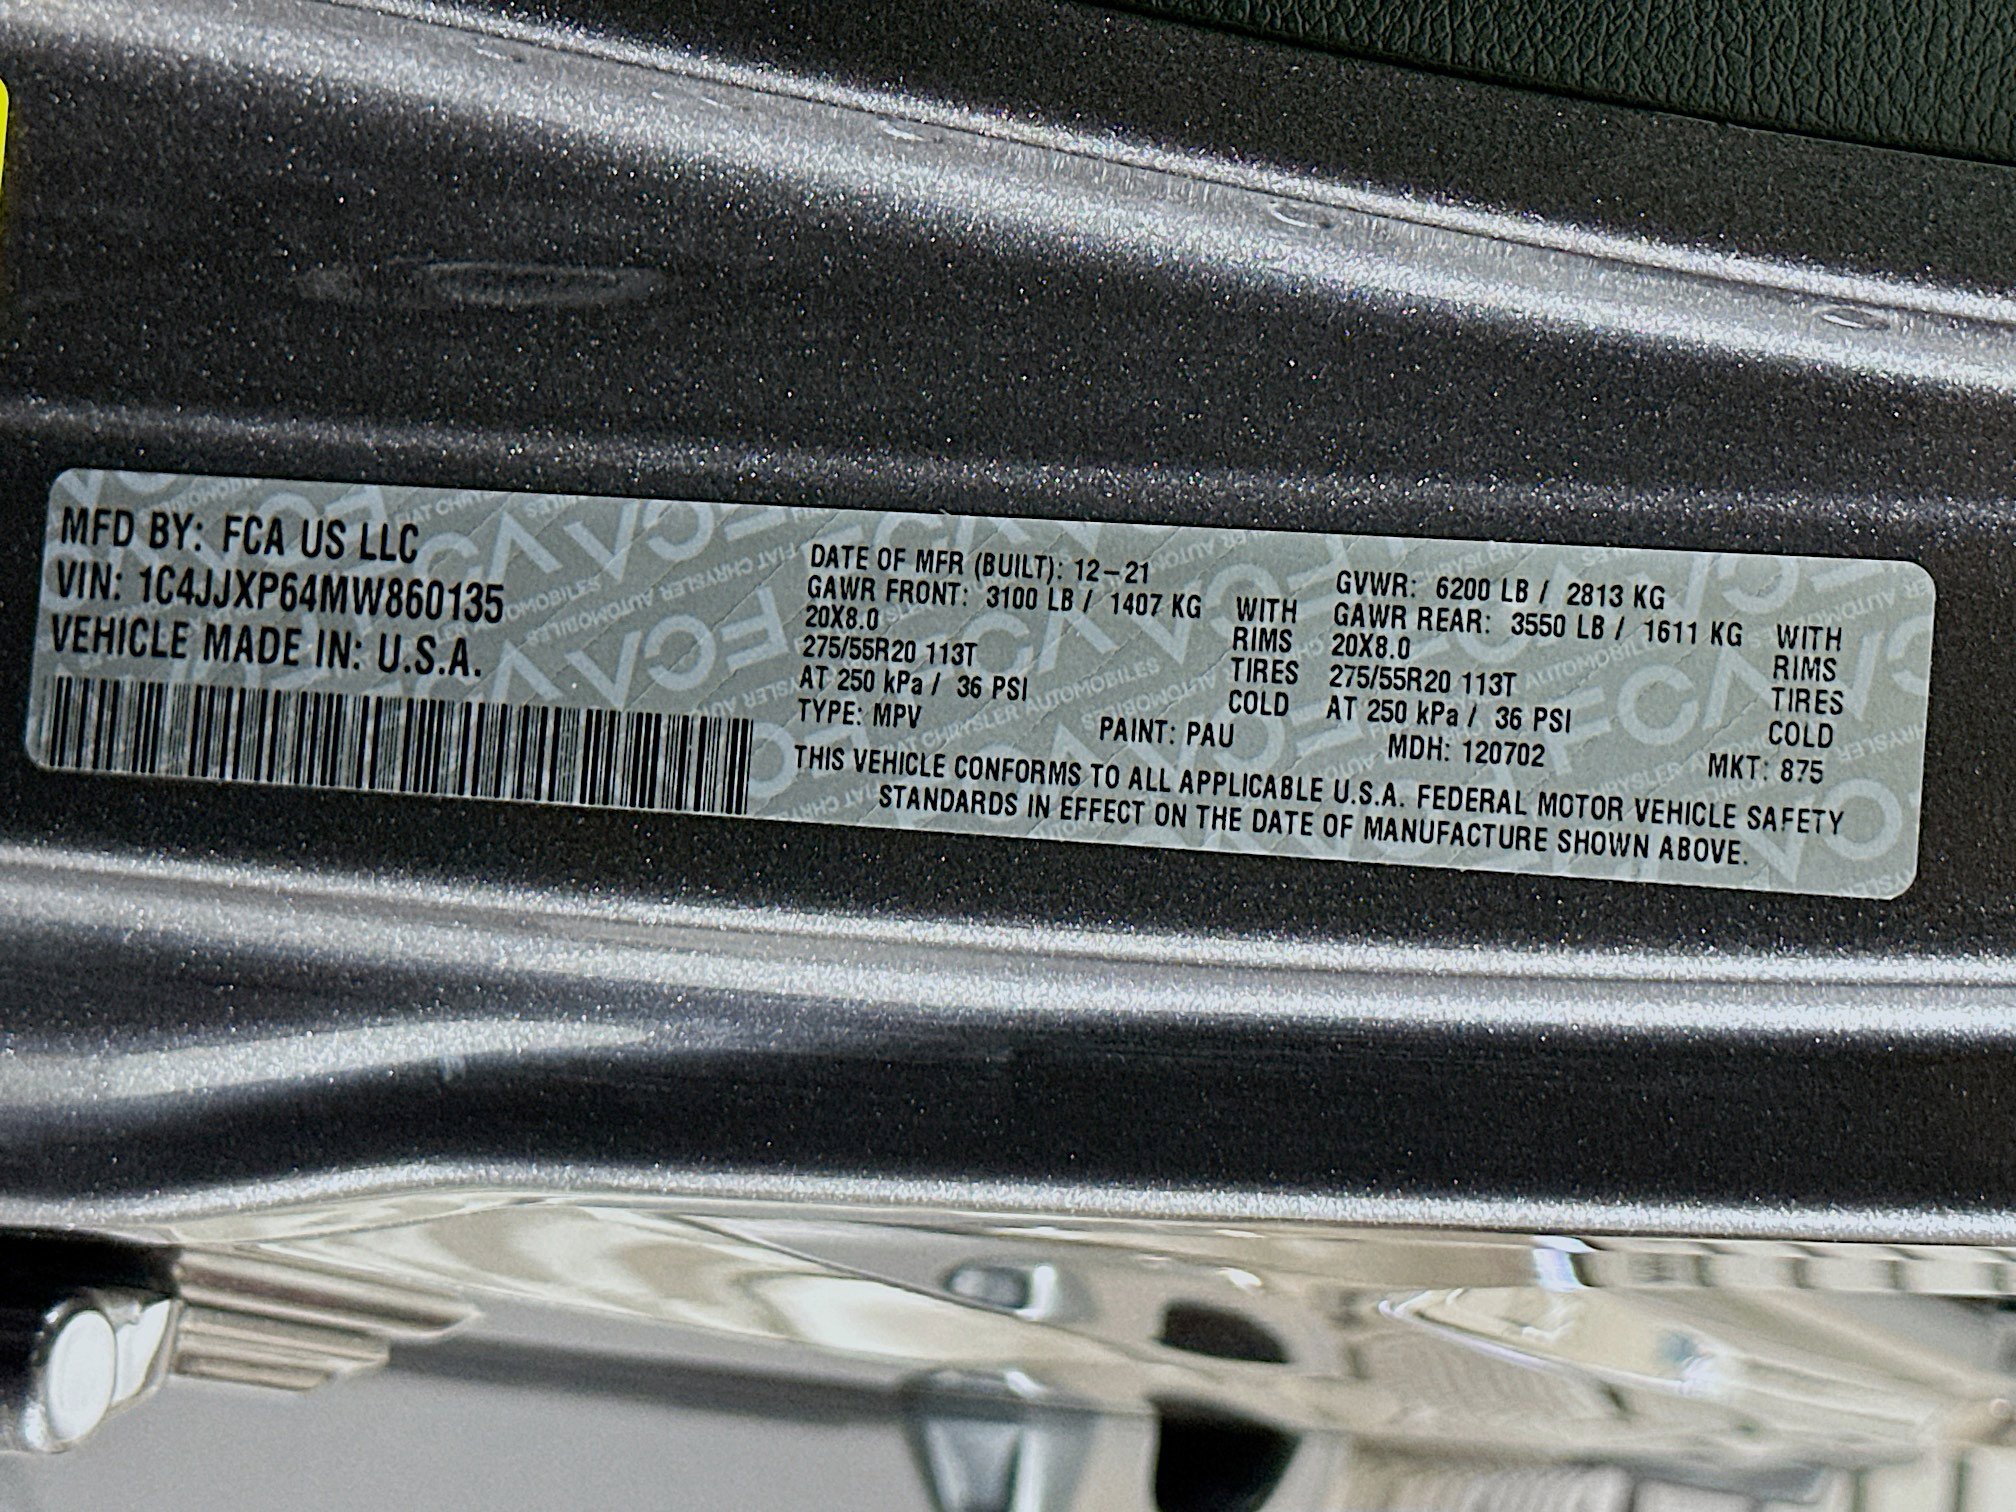 MFD BY: FCA US LLC
VIN: 1C4JJXP64MW860135
VEHICLE MADE IN: U.S.A.
DATE OF MFR (BUILT): 12-21
GAWR FRONT: 3100 LB / 1407 KG WITH
20X8.0 RIMS
275/55R20 113T TIRES
AT 250 kPa / 36 PSI COLD
GVWR: 6200 LB / 2813 KG
GAWR REAR: 3550 LB / 1611 KG WITH
20X8.0 RIMS
275/55R20 113T TIRES
AT 250 kPa / 36 PSI COLD
TYPE: MPV PAINT: PAU MDH: 120702 MKT: 875
THIS VEHICLE CONFORMS TO ALL APPLICABLE U.S.A. FEDERAL MOTOR VEHICLE SAFETY
STANDARDS IN EFFECT ON THE DATE OF MANUFACTURE SHOWN ABOVE.